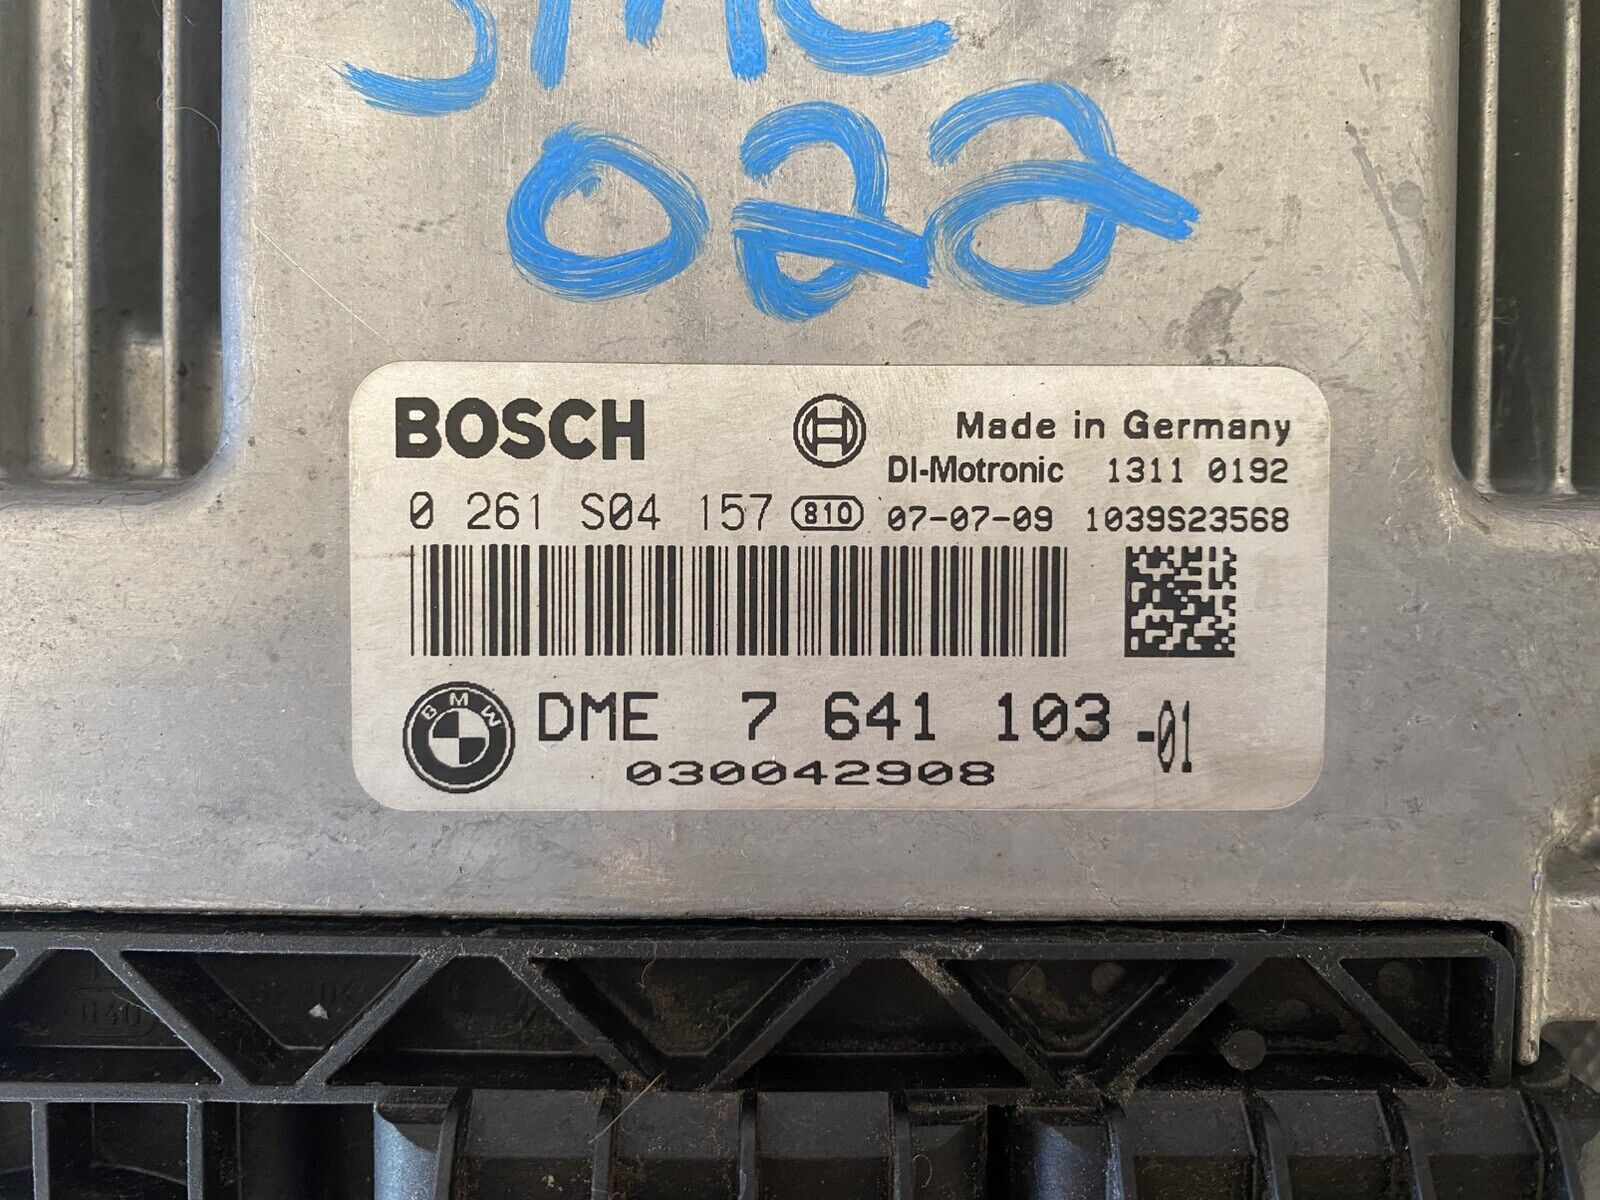 022
BOSCH
Made in Germany
DI-Motronic 1311 0192
0 261 S04 157 810 07-07-09 1039S23568
BMW DME 7 641 103 -01
030042908